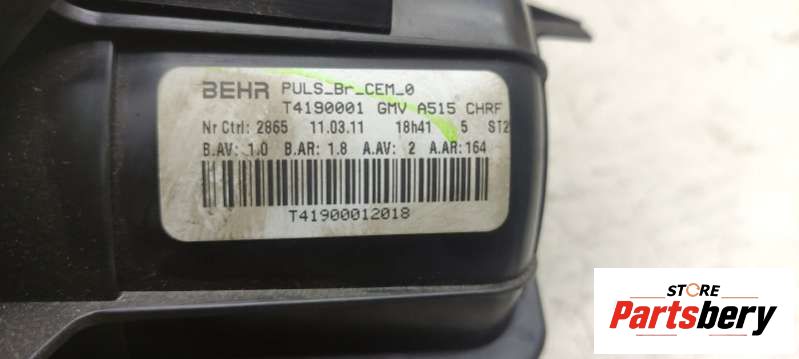 BEHR PULS_Br_CEM_0
T4190001 GMV A515 CHRF
Nr Ctrl: 2865 11.03.11 18h41 5 ST2
B.AV: 1.0 B.AR: 1.8 A.AV: 2 A.AR: 164
T41900012018
STORE
Partsbery